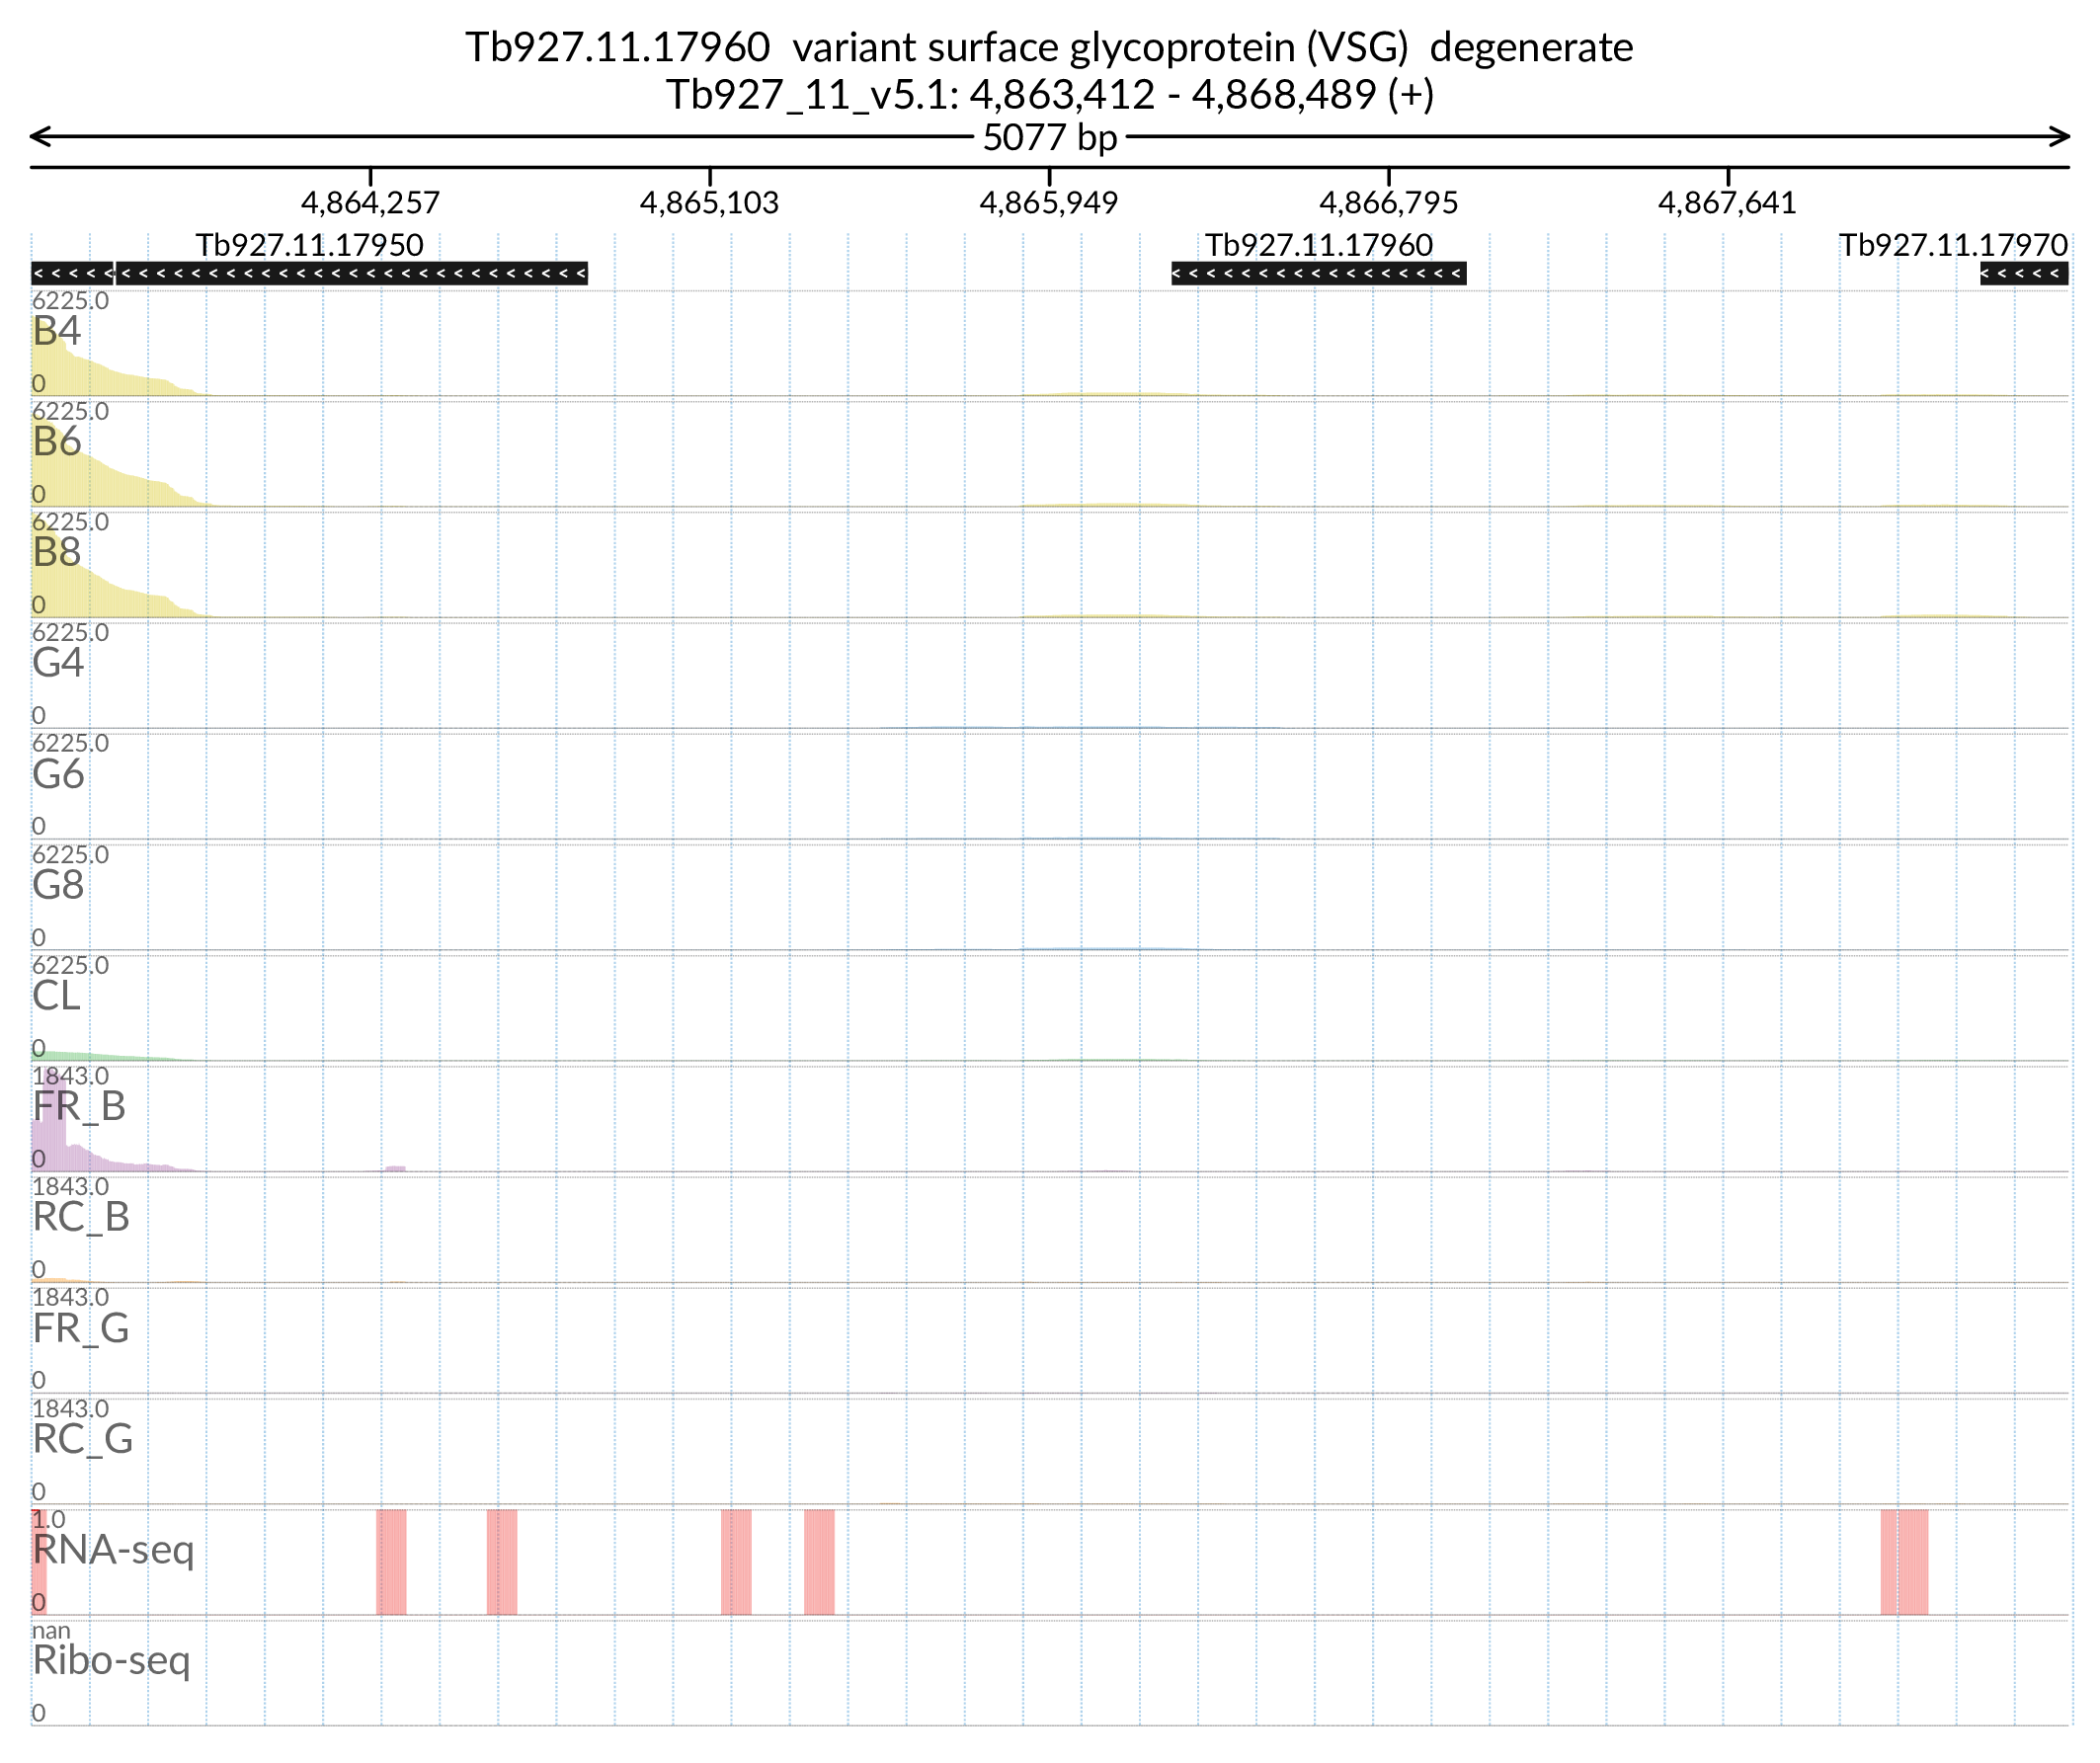 Tb927.11.17960  variant surface glycoprotein (VSG)  degenerate
Tb927_11_v5.1: 4,863,412 - 4,868,489 (+)
5077 bp
4,864,257 4,865,103 4,865,949 4,866,795 4,867,641
Tb927.11.17950 Tb927.11.17960 Tb927.11.17970
6225.0
B4
0
6225.0
B6
0
6225.0
B8
0
6225.0
G4
0
6225.0
G6
0
6225.0
G8
0
6225.0
CL
0
1843.0
FR_B
0
1843.0
RC_B
0
1843.0
FR_G
0
1843.0
RC_G
0
1.0
RNA-seq
0
nan
Ribo-seq
0